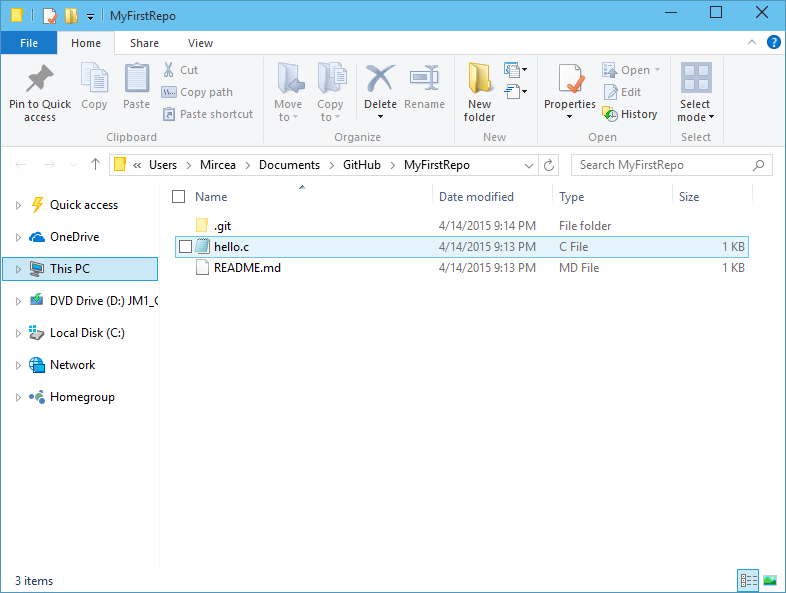 MyFirstRepo
File Home Share View
Pin to Quick access
Copy
Paste
Cut
Copy path
Paste shortcut
Clipboard
Move to
Copy to
Delete
Rename
Organize
New folder
New
Properties
Open
Edit
History
Open
Select mode
Select
« Users > Mircea > Documents > GitHub > MyFirstRepo
Search MyFirstRepo
Quick access
OneDrive
This PC
DVD Drive (D:) JM1_C
Local Disk (C:)
Network
Homegroup
Name Date modified Type Size
.git 4/14/2015 9:14 PM File folder
hello.c 4/14/2015 9:13 PM C File 1 KB
README.md 4/14/2015 9:13 PM MD File 1 KB
3 items